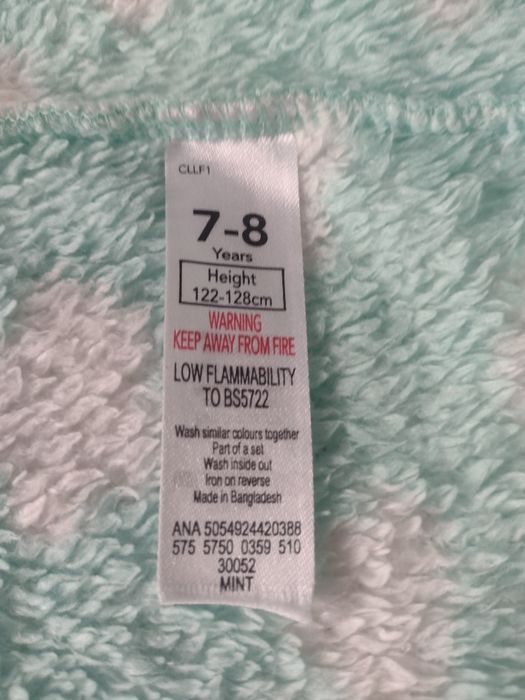 CLLF1
7-8
Years
Height
122-128cm
WARNING
KEEP AWAY FROM FIRE
LOW FLAMMABILITY
TO BS5722
Wash similar colours together
Part of a set
Wash inside out
Iron on reverse
Made in Bangladesh
ANA 5054924420388
575 5750 0359 510
30052
MINT